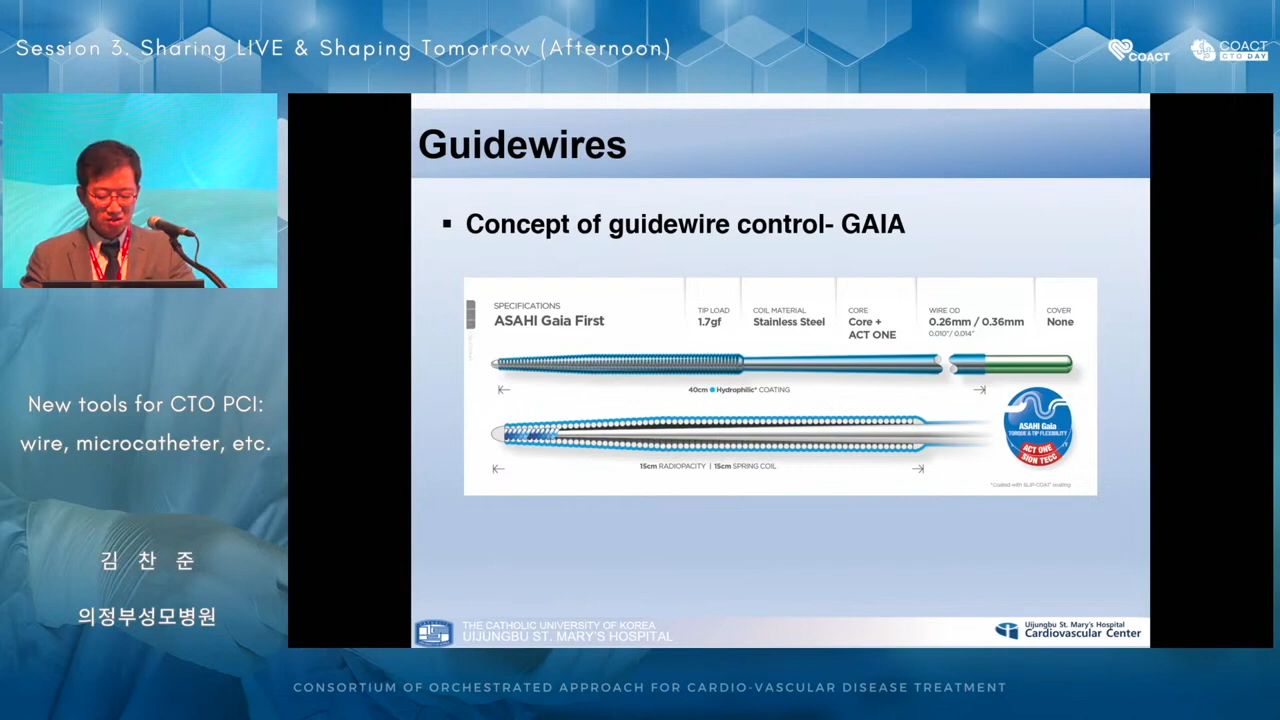 Session 3. Sharing LIVE & Shaping Tomorrow (Afternoon)
COACT
COACT
CTO DAY
Guidewires
▪ Concept of guidewire control- GAIA
SPECIFICATIONS
ASAHI Gaia First
TIP LOAD
1.7gf
COIL MATERIAL
Stainless Steel
CORE
Core +
ACT ONE
WIRE OD
0.26mm / 0.36mm
0.010"/ 0.014"
COVER
None
40cm Hydrophilic* COATING
15cm RADIOPACITY | 15cm SPRING COIL
ASAHI Gaia
TORQUE & TIP FLEXIBILITY
ACT ONE
SION TECC
*Coated with SLIP-COAT® coating
New tools for CTO PCI:
wire, microcatheter, etc.
김 찬 준
의정부성모병원
THE CATHOLIC UNIVERSITY OF KOREA
UIJUNGBU ST. MARY'S HOSPITAL
Uijungbu St. Mary's Hospital
Cardiovascular Center
CONSORTIUM OF ORCHESTRATED APPROACH FOR CARDIO-VASCULAR DISEASE TREATMENT